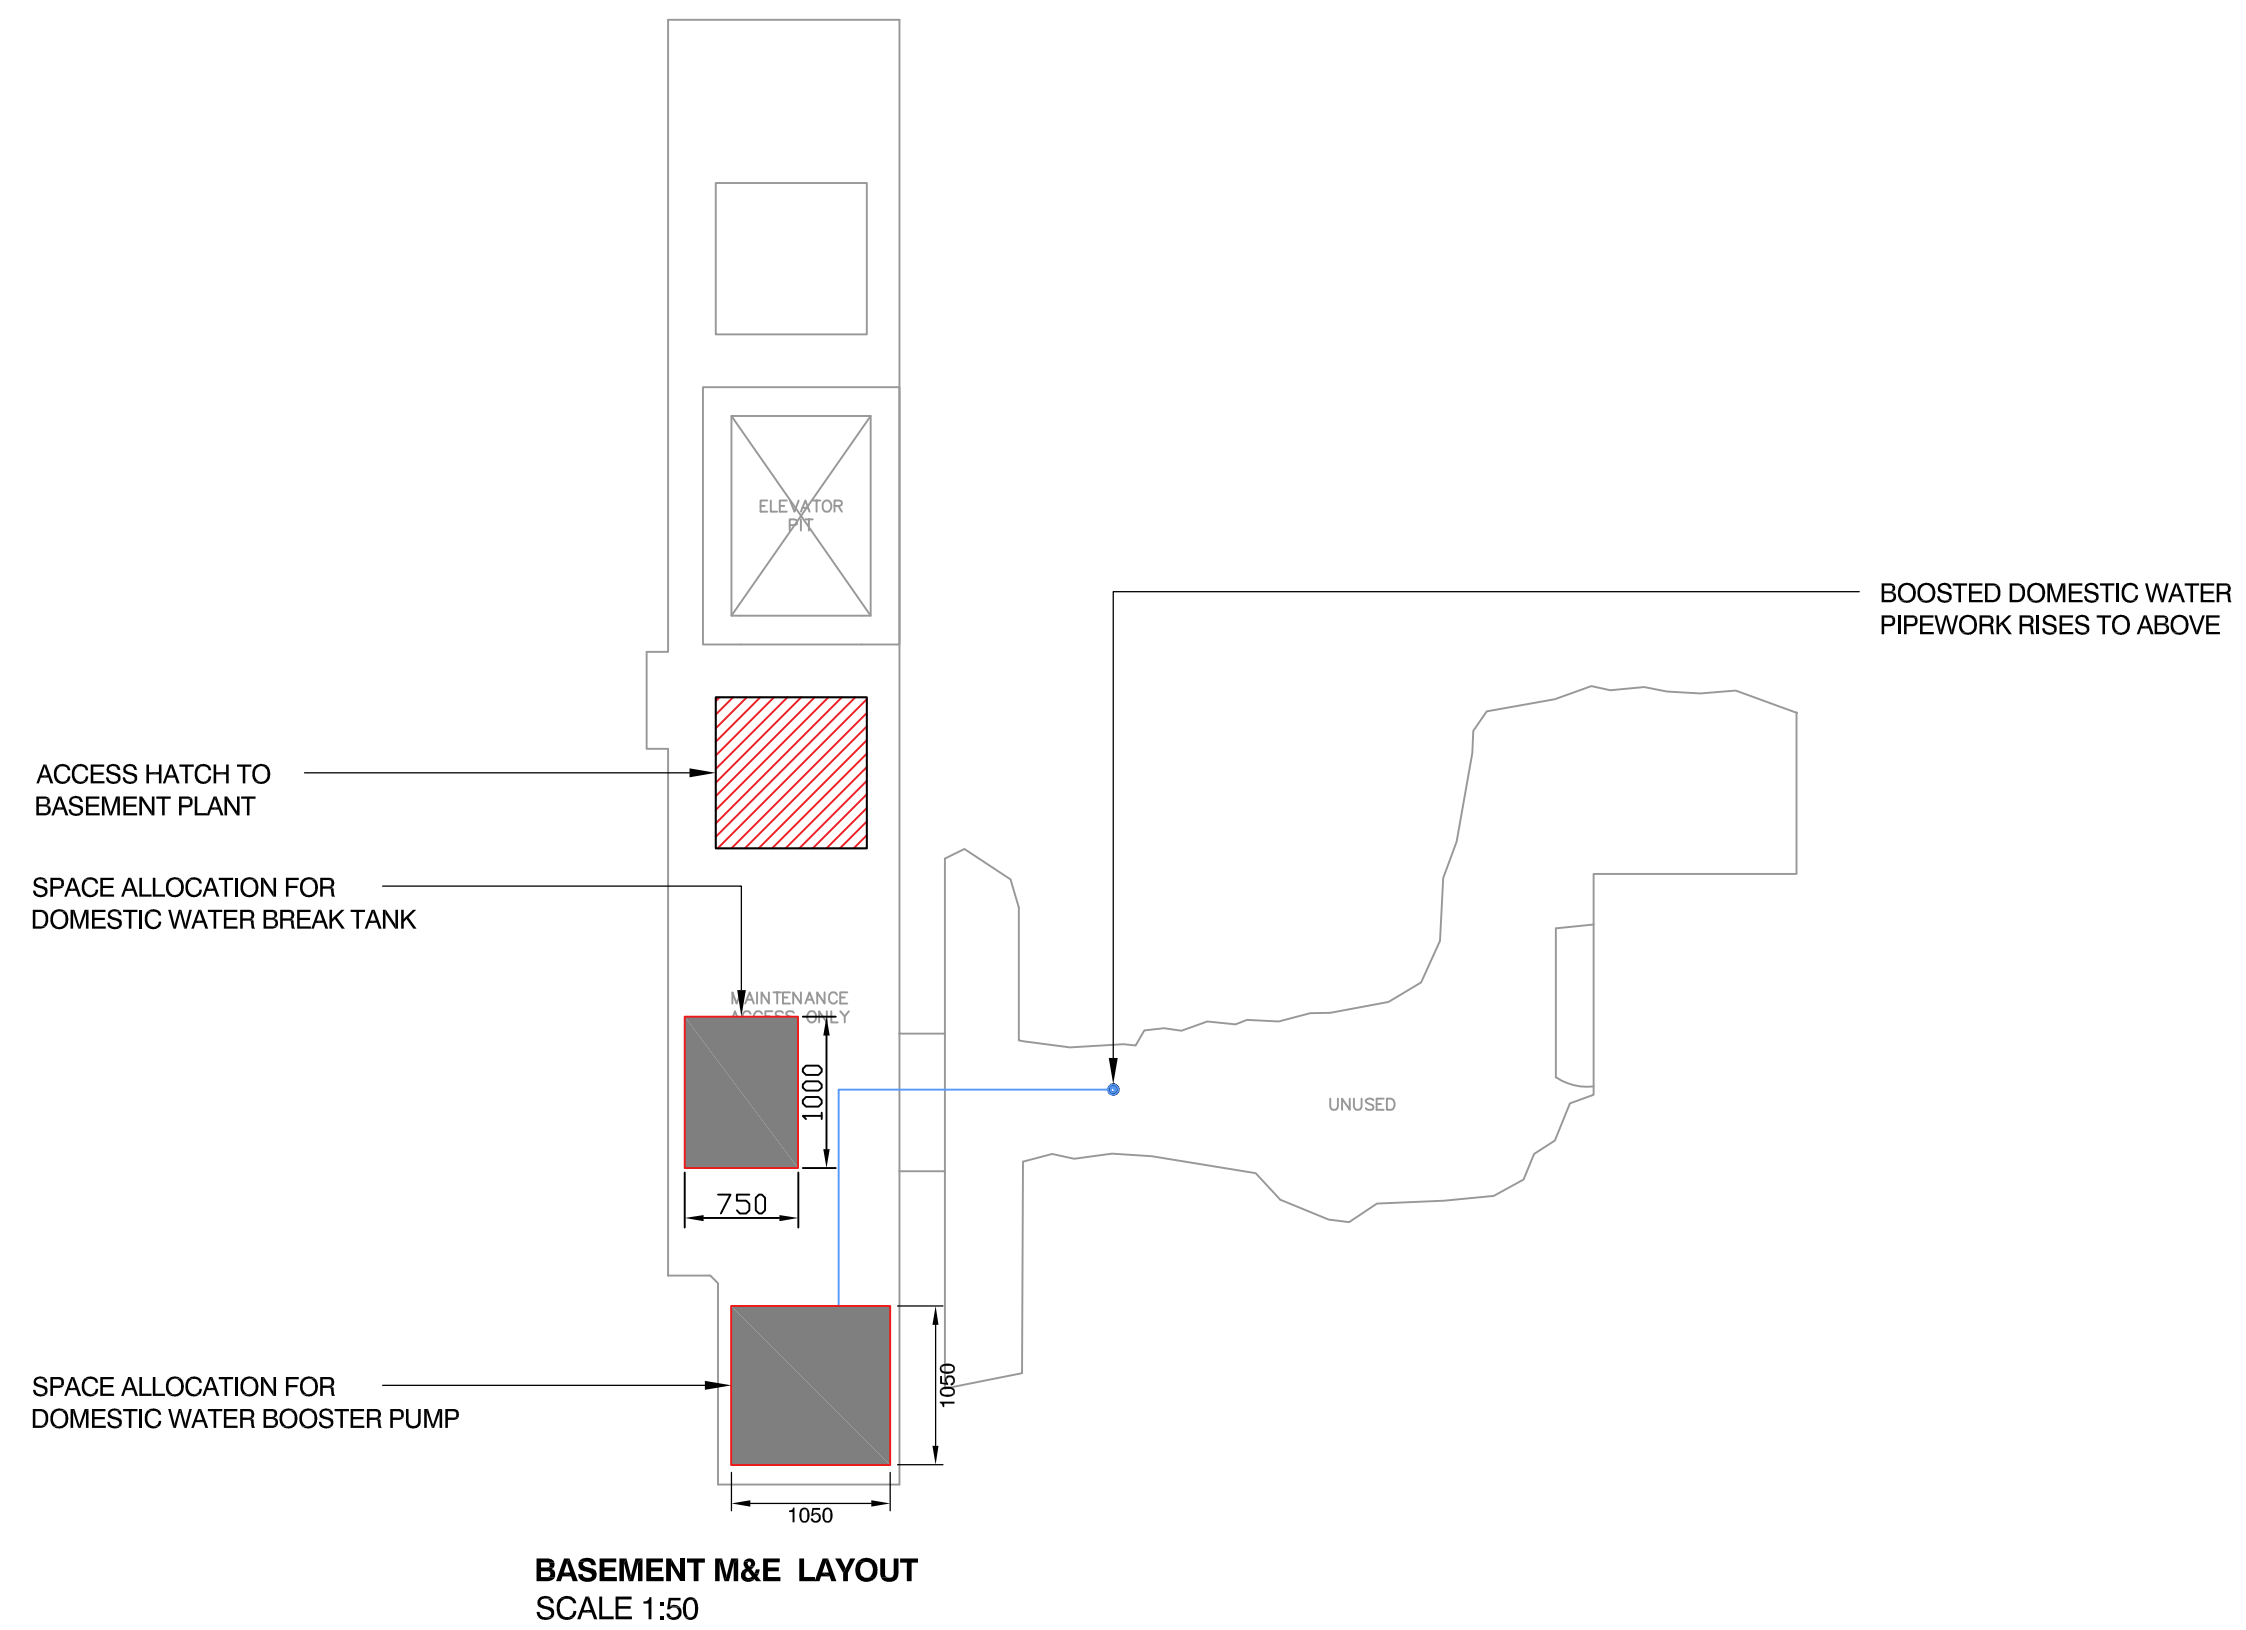 ELEVATOR
PIT
BOOSTED DOMESTIC WATER
PIPEWORK RISES TO ABOVE
ACCESS HATCH TO
BASEMENT PLANT
SPACE ALLOCATION FOR
DOMESTIC WATER BREAK TANK
MAINTENANCE
ACCESS ONLY
1000
UNUSED
750
SPACE ALLOCATION FOR
DOMESTIC WATER BOOSTER PUMP
1050
1050
BASEMENT M&E LAYOUT
SCALE 1:50